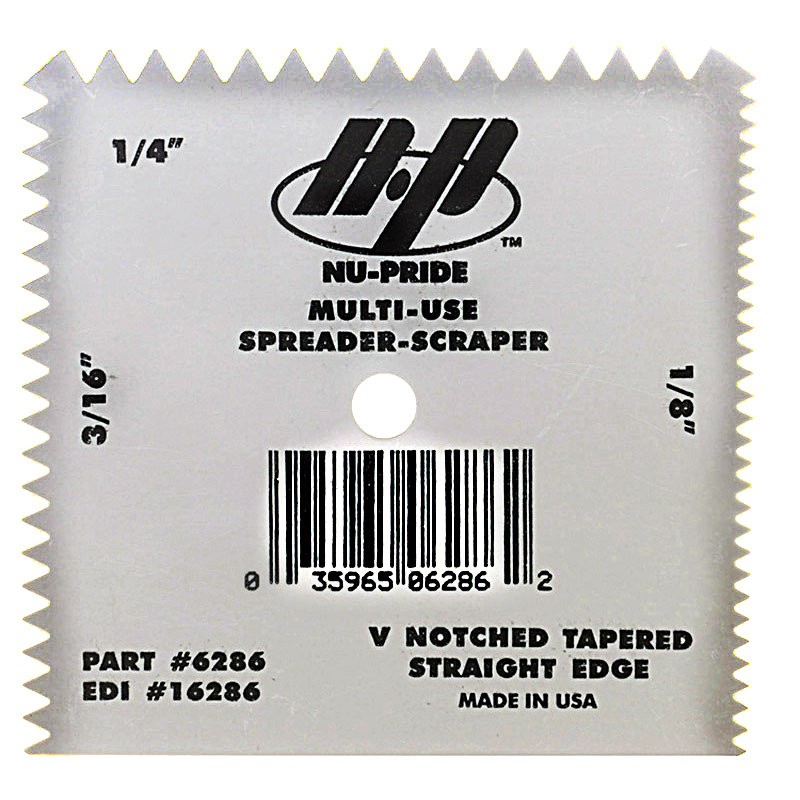 1/4"
N·P
TM
NU-PRIDE
MULTI-USE
SPREADER-SCRAPER
3/16"
1/8"
0 35965 06286 2
V NOTCHED TAPERED
STRAIGHT EDGE
MADE IN USA
PART #6286
EDI #16286